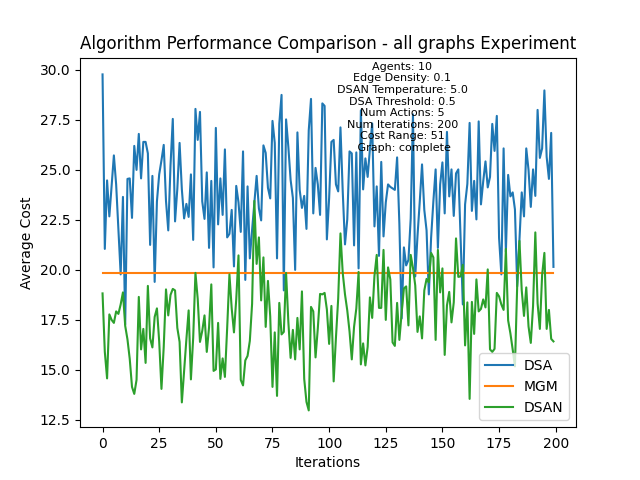 Algorithm Performance Comparison - all graphs Experiment
Agents: 10
Edge Density: 0.1
DSAN Temperature: 5.0
DSA Threshold: 0.5
Num Actions: 5
Num Iterations: 200
Cost Range: 51
Graph: complete
30.0
27.5
25.0
22.5
20.0
17.5
15.0
12.5
Average Cost
0
25
50
75
100
125
150
175
200
Iterations
DSA
MGM
DSAN